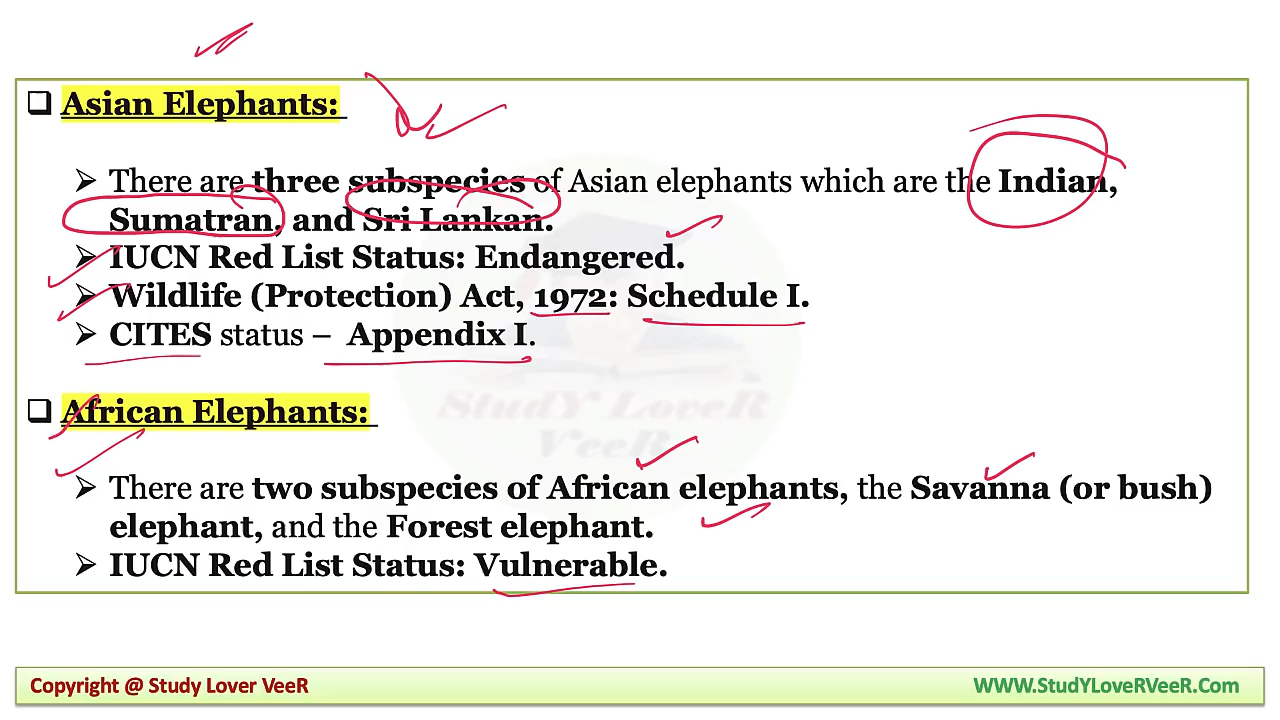 ❑ Asian Elephants:
➢ There are three subspecies of Asian elephants which are the Indian,
Sumatran, and Sri Lankan.
➢ IUCN Red List Status: Endangered.
➢ Wildlife (Protection) Act, 1972: Schedule I.
➢ CITES status – Appendix I.
StudY LoveR
VeeR
❑ African Elephants:
➢ There are two subspecies of African elephants, the Savanna (or bush)
elephant, and the Forest elephant.
➢ IUCN Red List Status: Vulnerable.
Copyright @ Study Lover VeeR
WWW.StudYLoveRVeeR.Com